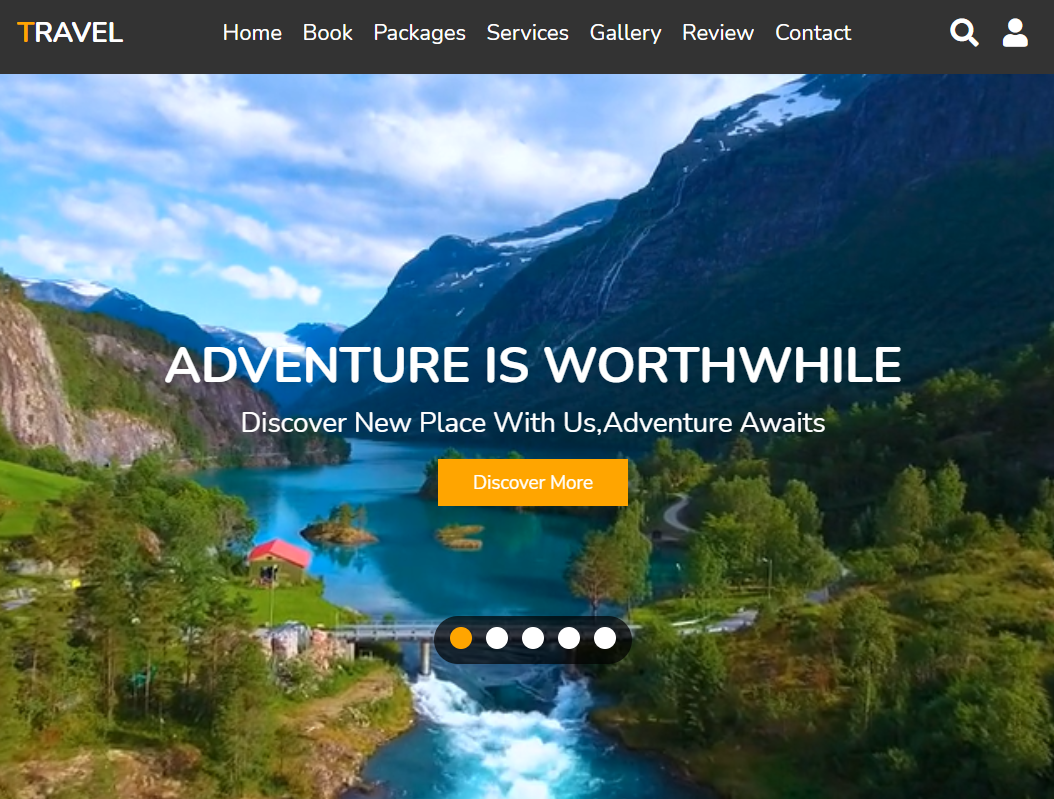 TRAVEL
Home Book Packages Services Gallery Review Contact
ADVENTURE IS WORTHWHILE
Discover New Place With Us,Adventure Awaits
Discover More